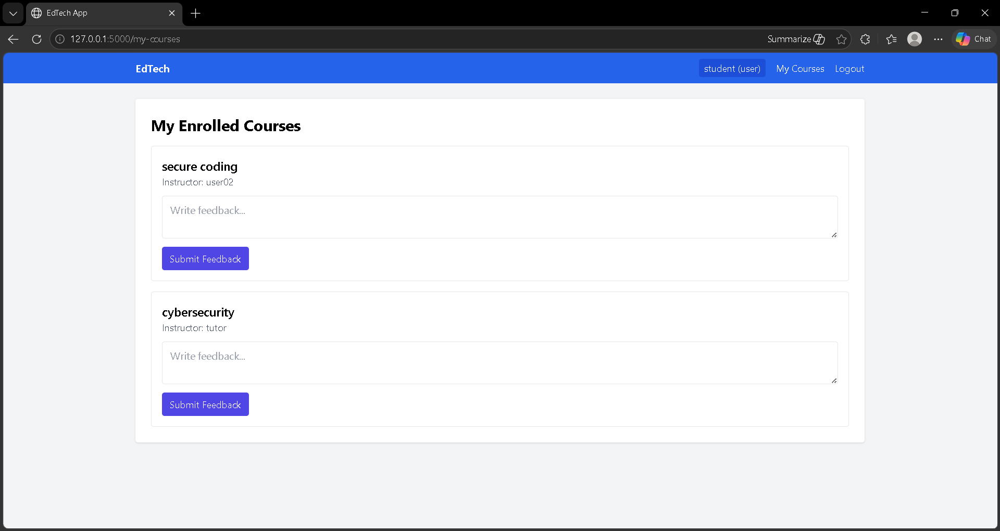 EdTech App
127.0.0.1:5000/my-courses
Summarize
Chat
EdTech
student (user)
My Courses
Logout
My Enrolled Courses
secure coding
Instructor: user02
Write feedback...
Submit Feedback
cybersecurity
Instructor: tutor
Write feedback...
Submit Feedback